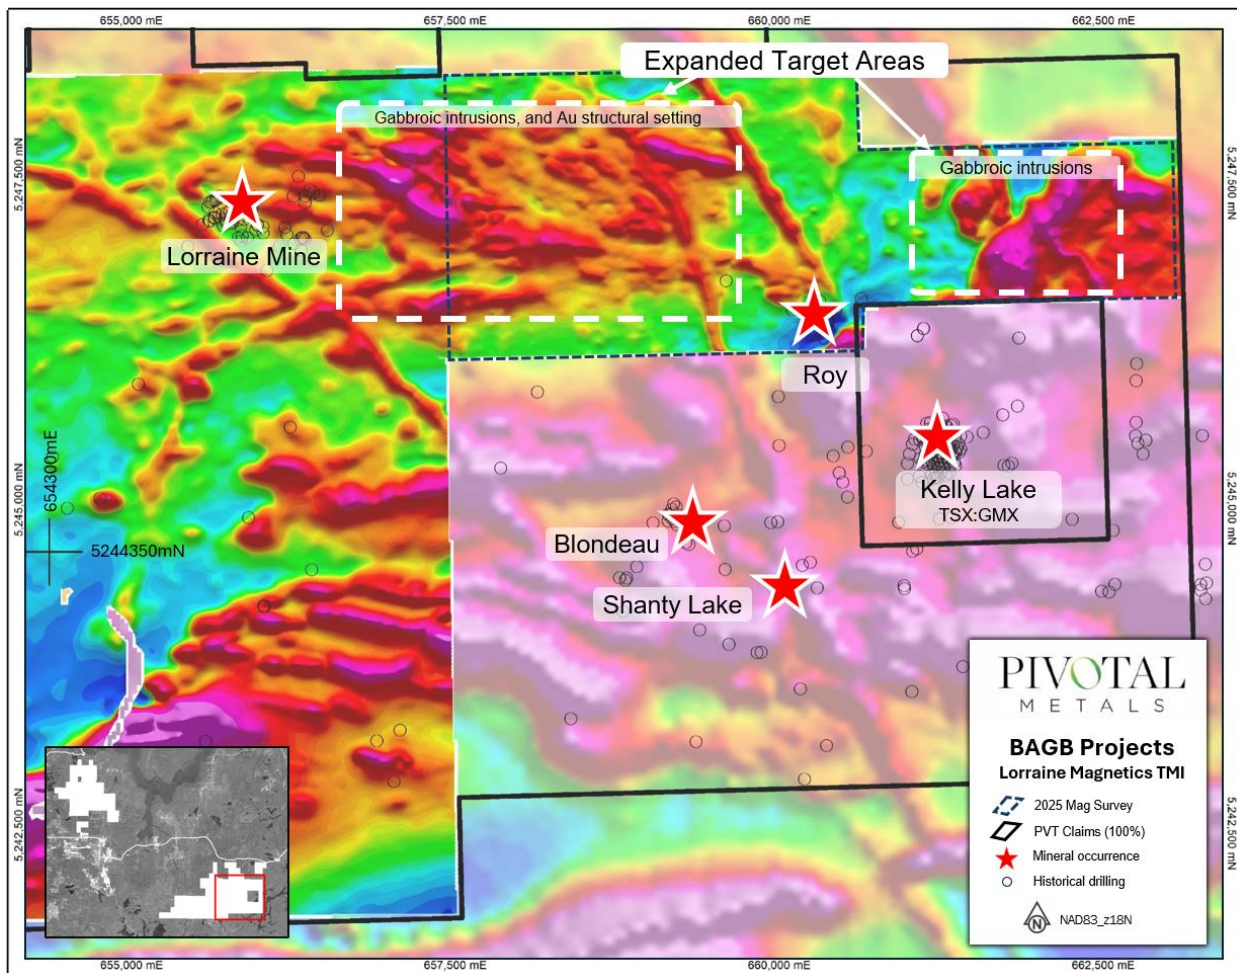 655,000 mE
657,500 mE
660,000 mE
662,500 mE
Expanded Target Areas
Gabbroic intrusions, and Au structural setting
Gabbroic intrusions
5,247,500 mN
5,247,500 mN
Lorraine Mine
Roy
Kelly Lake
TSX:GMX
654300mE
5,245,000 mN
5,245,000 mN
5244350mN
Blondeau
Shanty Lake
PIVOTAL
METALS
BAGB Projects
Lorraine Magnetics TMI
2025 Mag Survey
PVT Claims (100%)
Mineral occurrence
Historical drilling
N
NAD83_z18N
5,242,500 mN
5,242,500 mN
655,000 mE
657,500 mE
660,000 mE
662,500 mE